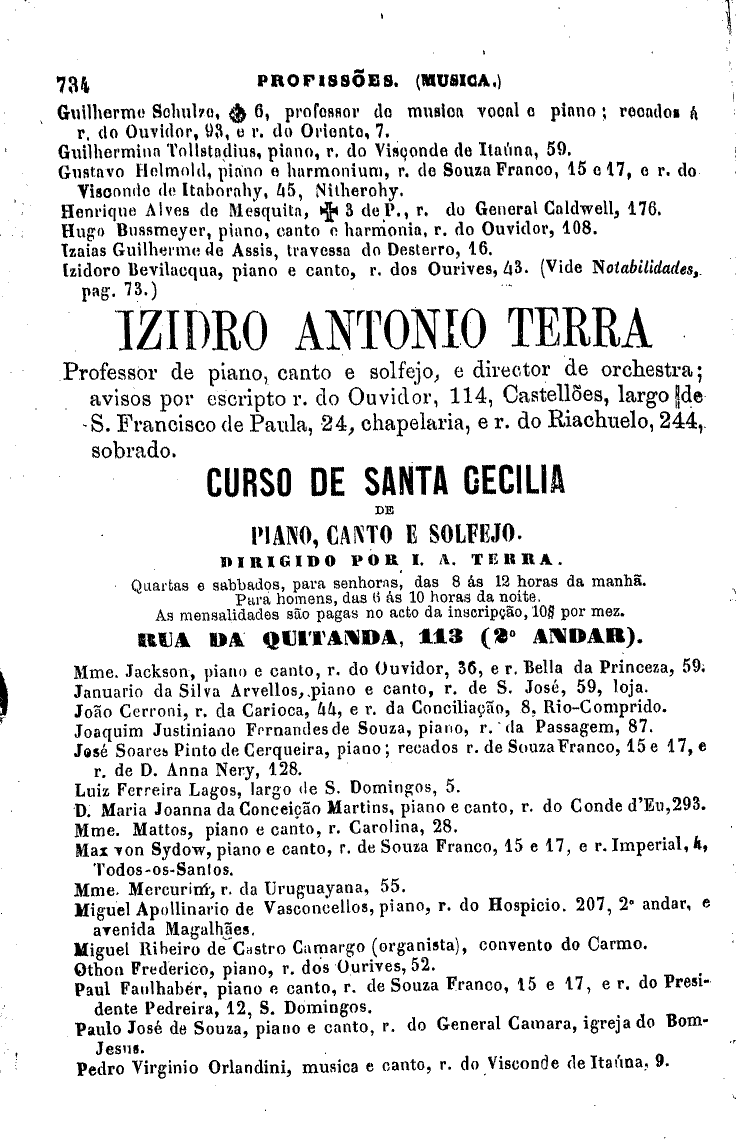 734 PROFISSÕES. (MUSICA.)
Guilherme Schulze, 6, professor de musica vocal e piano; recados á
r. do Ouvidor, 93, e r. do Oriente, 7.
Guilhermina Tollstadius, piano, r. do Visconde de Itaúna, 59.
Gustavo Helmold, piano e harmonium, r. de Souza Franco, 15 e 17, e r. do
Visconde de Itaborahy, 45, Nitherohy.
Henrique Alves de Mesquita, ✠ 3 de P., r. do General Caldwell, 176.
Hugo Bussmeyer, piano, canto e harmonia, r. do Ouvidor, 108.
Izaias Guilherme de Assis, travessa do Desterro, 16.
Izidoro Bevilacqua, piano e canto, r. dos Ourives, 43. (Vide Notabilidades,
pag. 73.)
IZIDRO ANTONIO TERRA
Professor de piano, canto e solfejo, e director de orchestra;
avisos por escripto r. do Ouvidor, 114, Castellões, largo de
S. Francisco de Paula, 24, chapelaria, e r. do Riachuelo, 244,
sobrado.
CURSO DE SANTA CECILIA
DE
PIANO, CANTO E SOLFEJO.
DIRIGIDO POR I. A. TERRA.
Quartas e sabbados, para senhoras, das 8 ás 12 horas da manhã.
Para homens, das 6 ás 10 horas da noite.
As mensalidades são pagas no acto da inscripção, 10$ por mez.
RUA DA QUITANDA, 113 (2º ANDAR).
Mme. Jackson, piano e canto, r. do Ouvidor, 36, e r. Bella da Princeza, 59.
Januario da Silva Arvellos, piano e canto, r. de S. José, 59, loja.
João Cerroni, r. da Carioca, 44, e r. da Conciliação, 8, Rio-Comprido.
Joaquim Justiniano Fernandes de Souza, piano, r. da Passagem, 87.
José Soares Pinto de Cerqueira, piano; recados r. de Souza Franco, 15 e 17, e
r. de D. Anna Nery, 128.
Luiz Ferreira Lagos, largo de S. Domingos, 5.
D. Maria Joanna da Conceição Martins, piano e canto, r. do Conde d'Eu, 293.
Mme. Mattos, piano e canto, r. Carolina, 28.
Max von Sydow, piano e canto, r. de Souza Franco, 15 e 17, e r. Imperial, 4,
Todos-os-Santos.
Mme. Mercurini, r. da Uruguayana, 55.
Miguel Apollinario de Vasconcellos, piano, r. do Hospicio. 207, 2º andar, e
avenida Magalhães.
Miguel Ribeiro de Castro Camargo (organista), convento do Carmo.
Othon Frederico, piano, r. dos Ourives, 52.
Paul Faulhaber, piano e canto, r. de Souza Franco, 15 e 17, e r. do Presi-
dente Pedreira, 12, S. Domingos.
Paulo José de Souza, piano e canto, r. do General Camara, igreja do Bom-
Jesus.
Pedro Virginio Orlandini, musica e canto, r. do Visconde de Itaúna, 9.